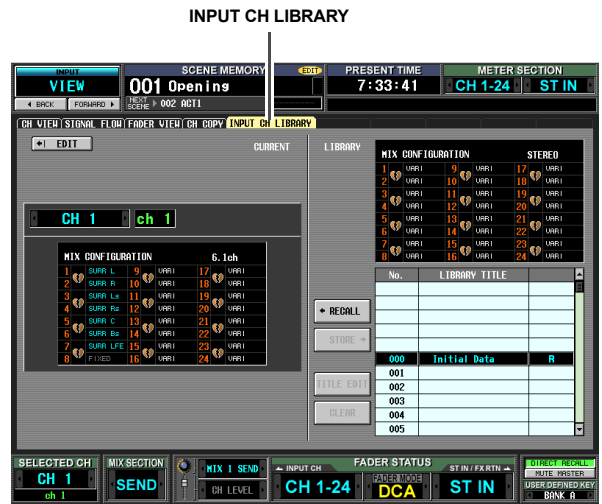 INPUT CH LIBRARY
INPUT SCENE MEMORY EDIT PRESENT TIME METER SECTION
VIEW 001 Opening 7:33:41 CH 1-24 ST IN
BACK FORWARD NEXT SCENE 002 ACT1
CH VIEW SIGNAL FLOW FADER VIEW CH COPY INPUT CH LIBRARY
EDIT CURRENT LIBRARY
MIX CONFIGURATION STEREO
1 VARI 9 VARI 17 VARI
2 VARI 10 VARI 18 VARI
3 VARI 11 VARI 19 VARI
4 VARI 12 VARI 20 VARI
5 VARI 13 VARI 21 VARI
6 VARI 14 VARI 22 VARI
7 VARI 15 VARI 23 VARI
8 VARI 16 VARI 24 VARI
CH 1 ch 1
MIX CONFIGURATION 6.1ch
1 SURR L 9 VARI 17 VARI
2 SURR R 10 VARI 18 VARI
3 SURR Ls 11 VARI 19 VARI
4 SURR Rs 12 VARI 20 VARI
5 SURR C 13 VARI 21 VARI
6 SURR Bs 14 VARI 22 VARI
7 SURR LFE 15 VARI 23 VARI
8 FIXED 16 VARI 24 VARI
No. LIBRARY TITLE
RECALL
STORE
TITLE EDIT
CLEAR
000 Initial Data R
001
002
003
004
005
SELECTED CH MIX SECTION MIX 1 SEND INPUT CH FADER STATUS ST IN / FX RTN DIRECT RECALL
CH 1 SEND CH LEVEL CH 1-24 FADER MODE DCA ST IN MUTE MASTER
ch 1 USER DEFINED KEY
BANK A